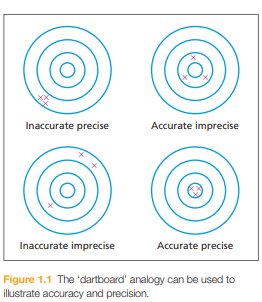 Inaccurate precise
Accurate imprecise
Inaccurate imprecise
Accurate precise
Figure 1.1 The ‘dartboard’ analogy can be used to
illustrate accuracy and precision.